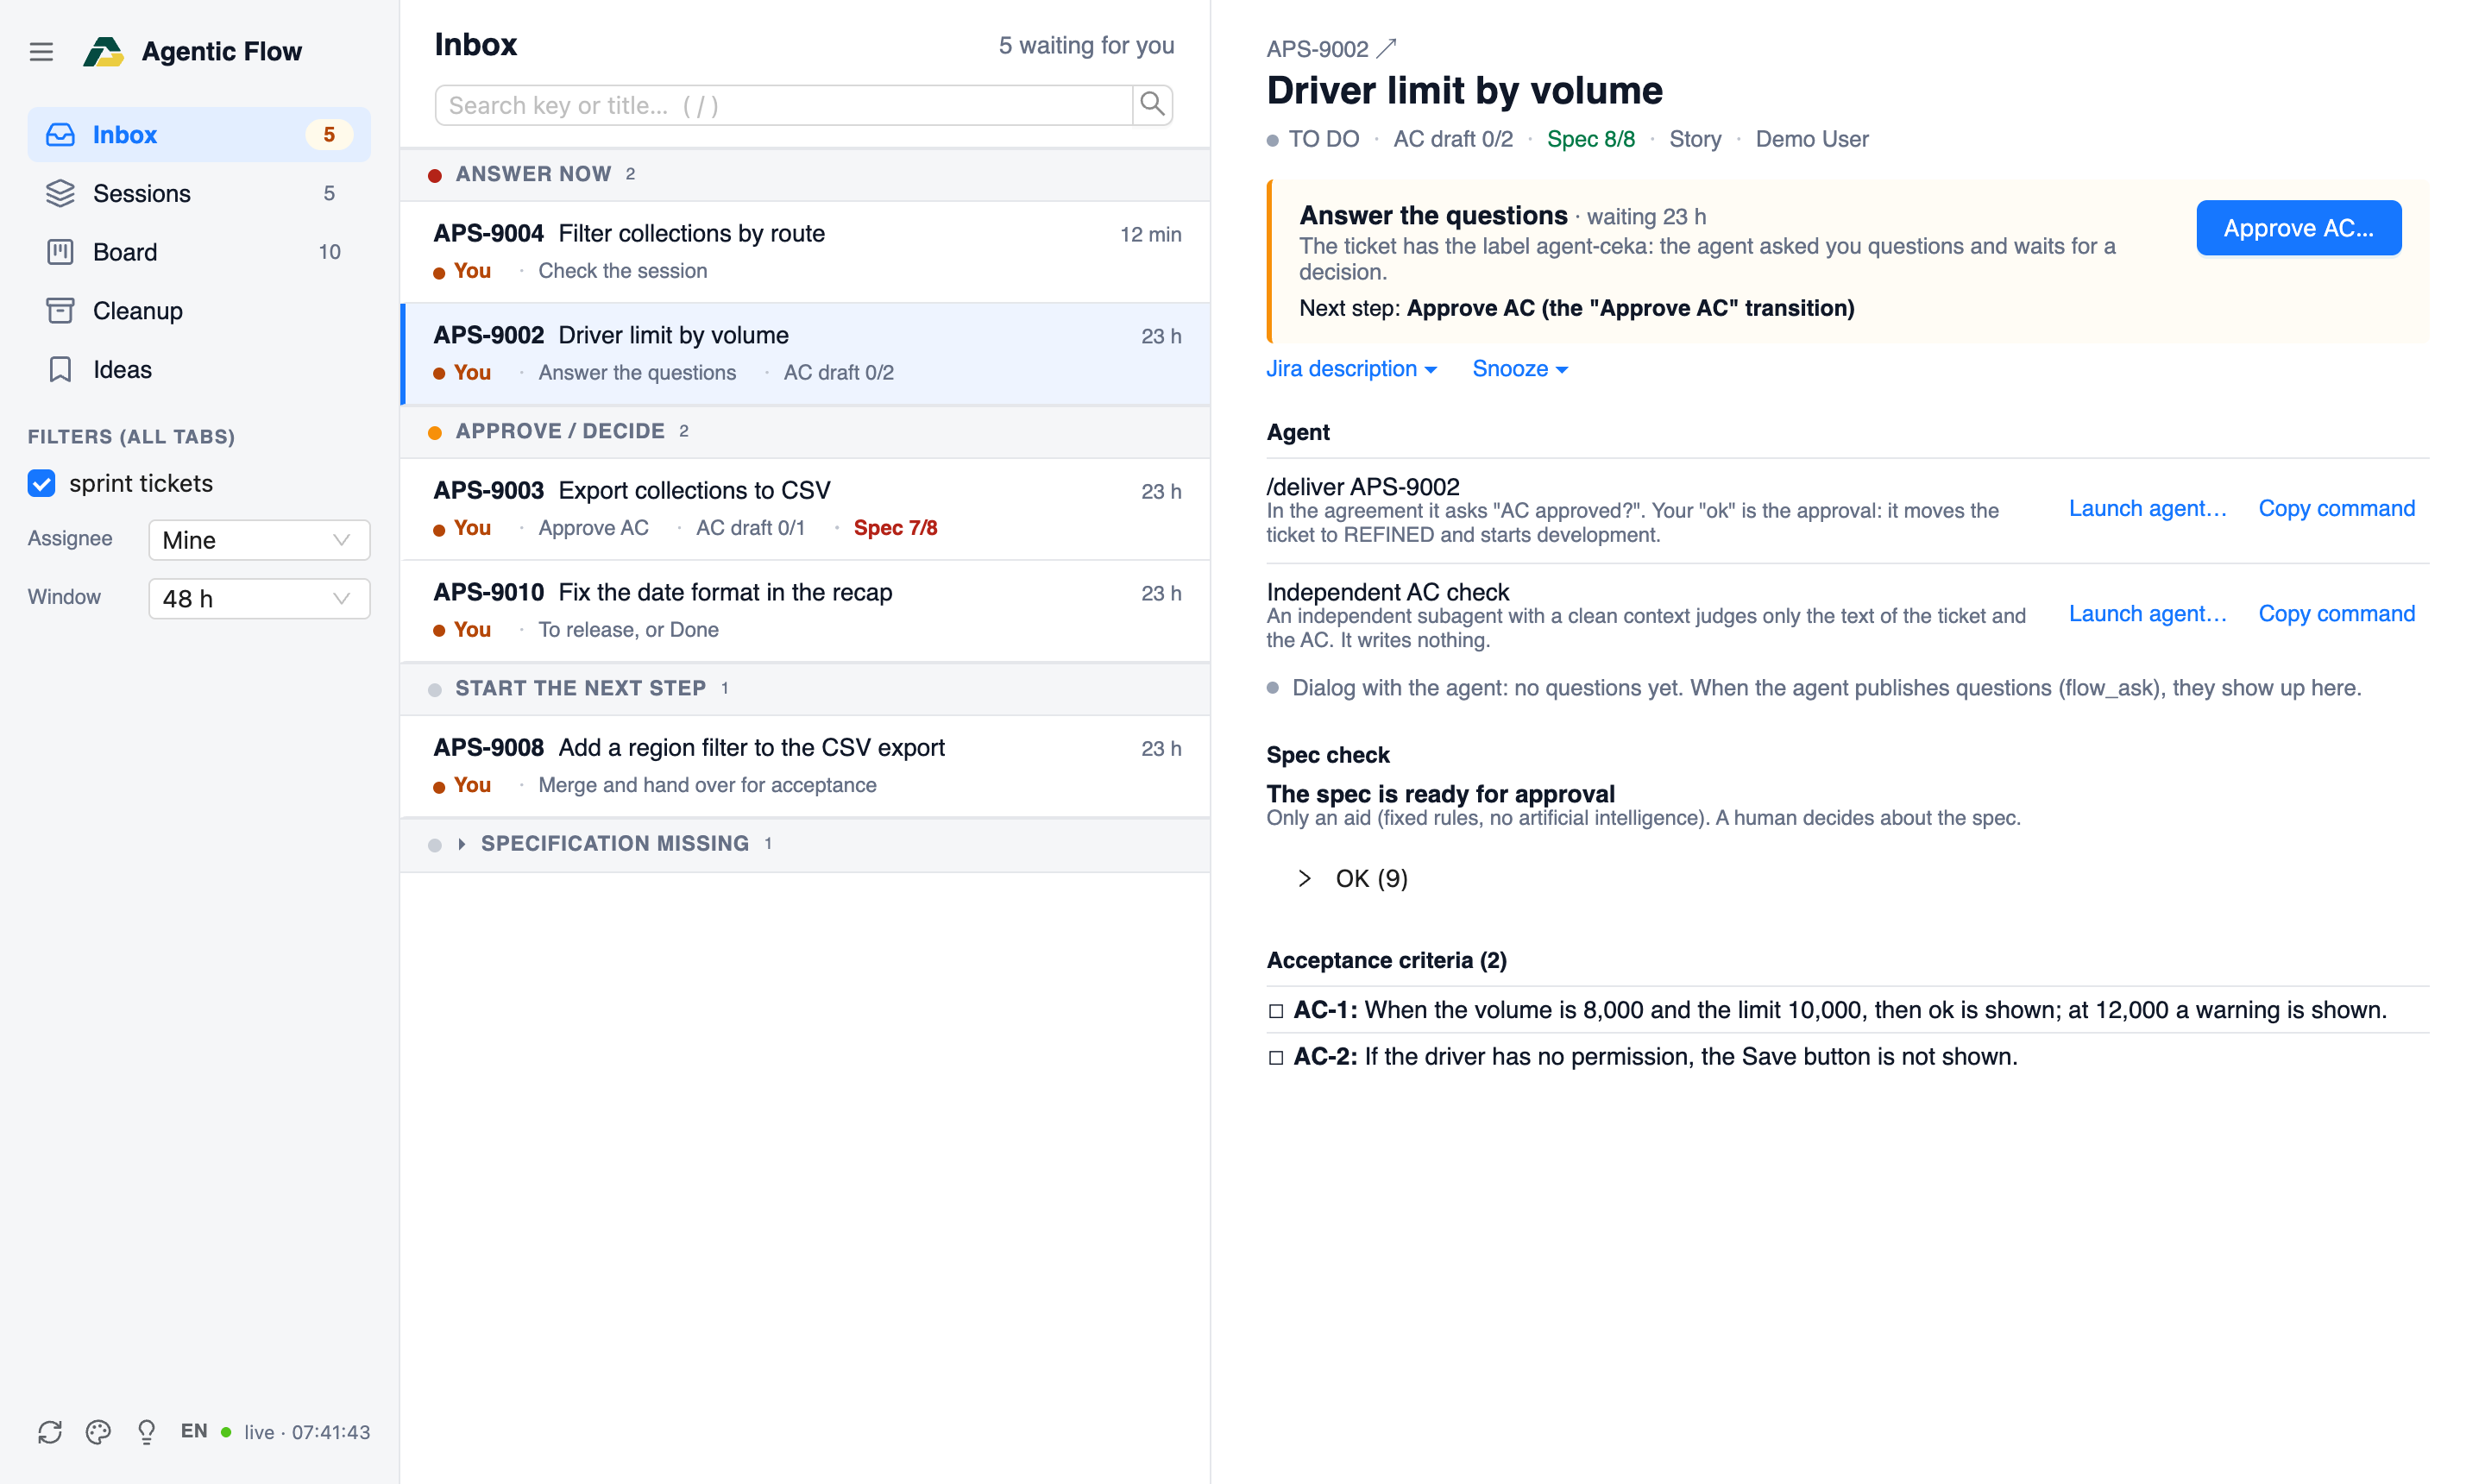 Agentic Flow
Inbox 5
Sessions 5
Board 10
Cleanup
Ideas
FILTERS (ALL TABS)
sprint tickets
Assignee Mine
Window 48 h
EN live · 07:41:43
Inbox 5 waiting for you
Search key or title... ( / )
ANSWER NOW 2
APS-9004 Filter collections by route 12 min
You · Check the session
APS-9002 Driver limit by volume 23 h
You · Answer the questions · AC draft 0/2
APPROVE / DECIDE 2
APS-9003 Export collections to CSV 23 h
You · Approve AC · AC draft 0/1 · Spec 7/8
APS-9010 Fix the date format in the recap 23 h
You · To release, or Done
START THE NEXT STEP 1
APS-9008 Add a region filter to the CSV export 23 h
You · Merge and hand over for acceptance
SPECIFICATION MISSING 1
APS-9002
Driver limit by volume
TO DO · AC draft 0/2 · Spec 8/8 · Story · Demo User
Answer the questions · waiting 23 h
The ticket has the label agent-ceka: the agent asked you questions and waits for a
decision.
Next step: Approve AC (the "Approve AC" transition)
Approve AC...
Jira description Snooze
Agent
/deliver APS-9002
In the agreement it asks "AC approved?". Your "ok" is the approval: it moves the
ticket to REFINED and starts development.
Launch agent… Copy command
Independent AC check
An independent subagent with a clean context judges only the text of the ticket and
the AC. It writes nothing.
Launch agent… Copy command
Dialog with the agent: no questions yet. When the agent publishes questions (flow_ask), they show up here.
Spec check
The spec is ready for approval
Only an aid (fixed rules, no artificial intelligence). A human decides about the spec.
OK (9)
Acceptance criteria (2)
AC-1: When the volume is 8,000 and the limit 10,000, then ok is shown; at 12,000 a warning is shown.
AC-2: If the driver has no permission, the Save button is not shown.